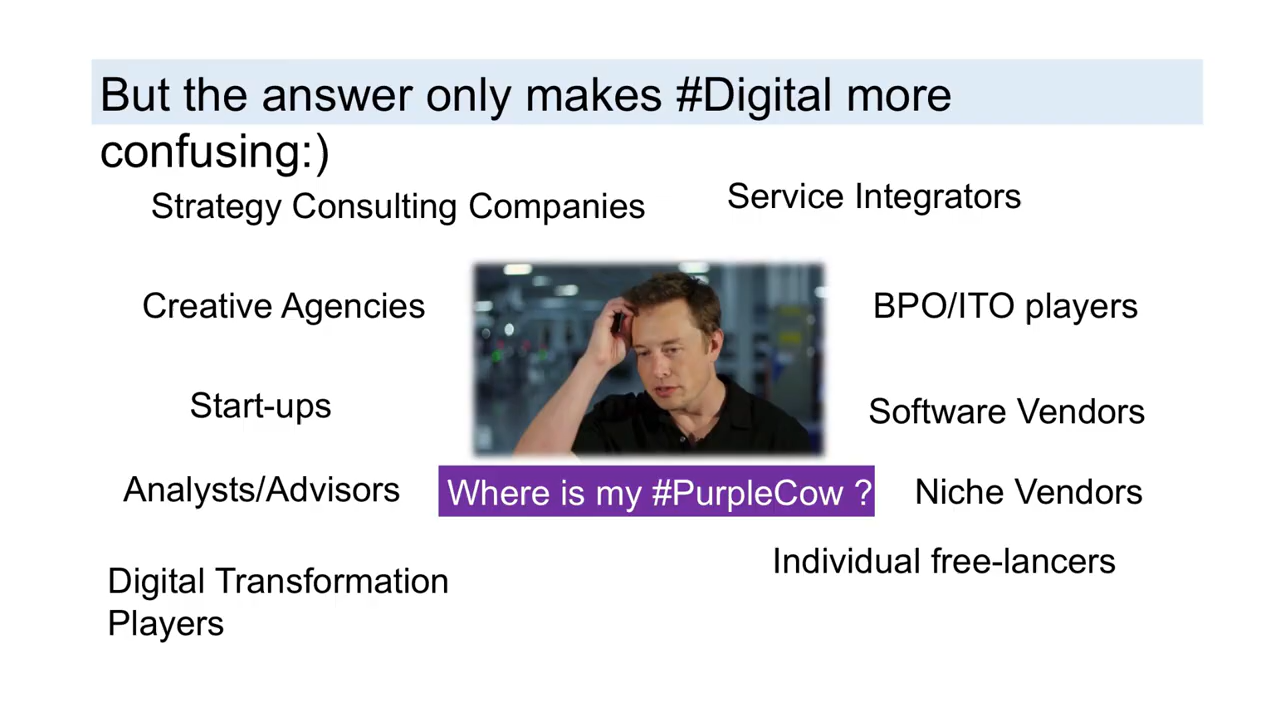 But the answer only makes #Digital more
confusing:)
Strategy Consulting Companies
Service Integrators
Creative Agencies
BPO/ITO players
Start-ups
Software Vendors
Analysts/Advisors
Where is my #PurpleCow ?
Niche Vendors
Individual free-lancers
Digital Transformation
Players